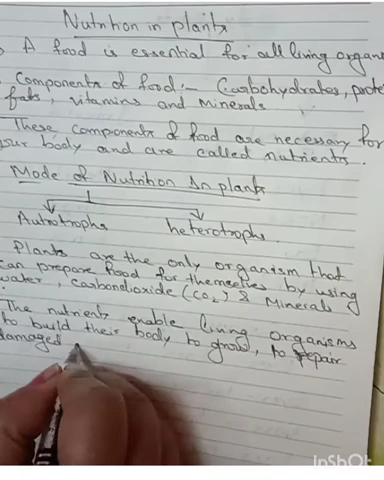 Nutrition in plants
A food is essential for all living organ
Components of food :- Carbohydrates, prote
fats, vitamins and Minerals
These components of food are necessary for
our body and are called nutrients.
Mode of Nutrition In plants
Autotrophs heterotrophs.
Plants are the only organism that
can prepare food for themselves by using
water, carbondioxide (CO2) & Minerals
The nutrients enable living organisms
to build their body to grow, to repair
damaged
InShOt